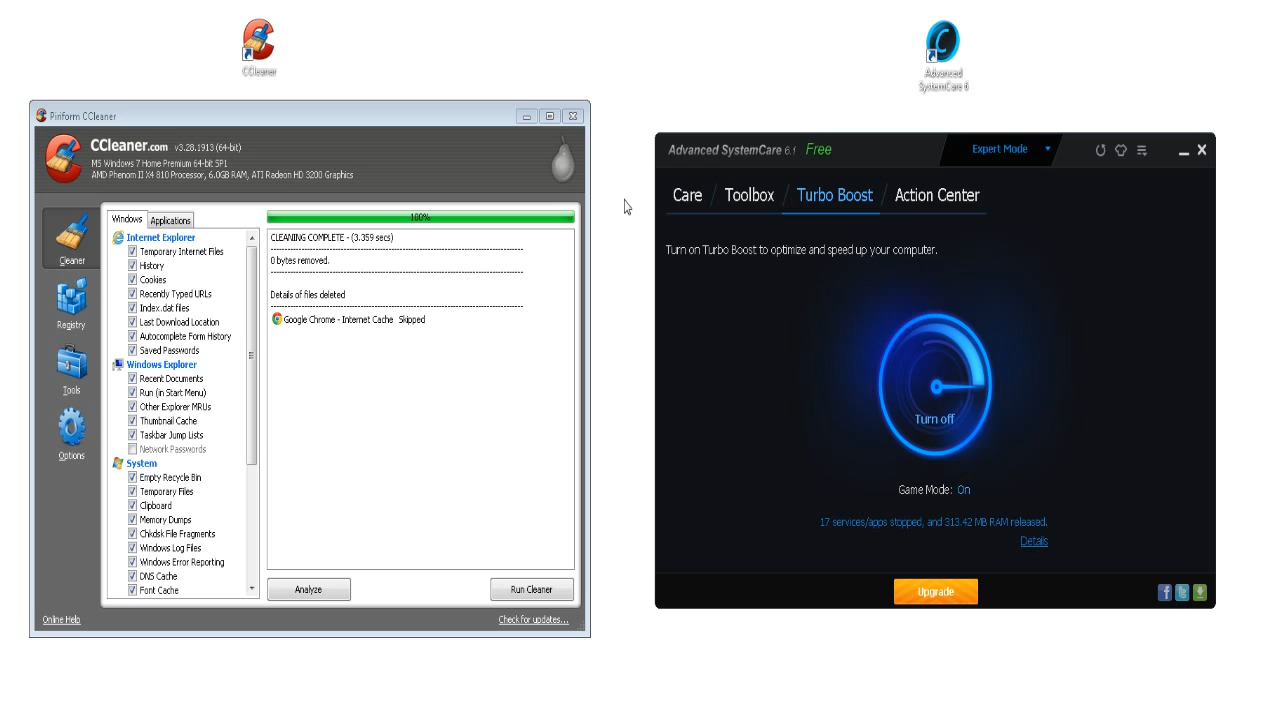 CCleaner
Advanced
SystemCare 6
Piriform CCleaner
CCleaner.com v3.28.1913 (64-bit)
MS Windows 7 Home Premium 64-bit SP1
AMD Phenom II X4 810 Processor, 6.0GB RAM, ATI Radeon HD 3200 Graphics
Cleaner
Registry
Tools
Options
Windows
Applications
Internet Explorer
Temporary Internet Files
History
Cookies
Recently Typed URLs
Index.dat files
Last Download Location
Autocomplete Form History
Saved Passwords
Windows Explorer
Recent Documents
Run (in Start Menu)
Other Explorer MRUs
Thumbnail Cache
Taskbar Jump Lists
Network Passwords
System
Empty Recycle Bin
Temporary Files
Clipboard
Memory Dumps
Chkdsk File Fragments
Windows Log Files
Windows Error Reporting
DNS Cache
Font Cache
100%
CLEANING COMPLETE - (3.359 secs)
0 bytes removed.
Details of files deleted
Google Chrome - Internet Cache Skipped
Analyze
Run Cleaner
Online Help
Check for updates...
Advanced SystemCare 6.1 Free
Expert Mode
Care / Toolbox / Turbo Boost / Action Center
Turn on Turbo Boost to optimize and speed up your computer.
Turn off
Game Mode: On
17 services/apps stopped, and 313.42 MB RAM released.
Details
Upgrade